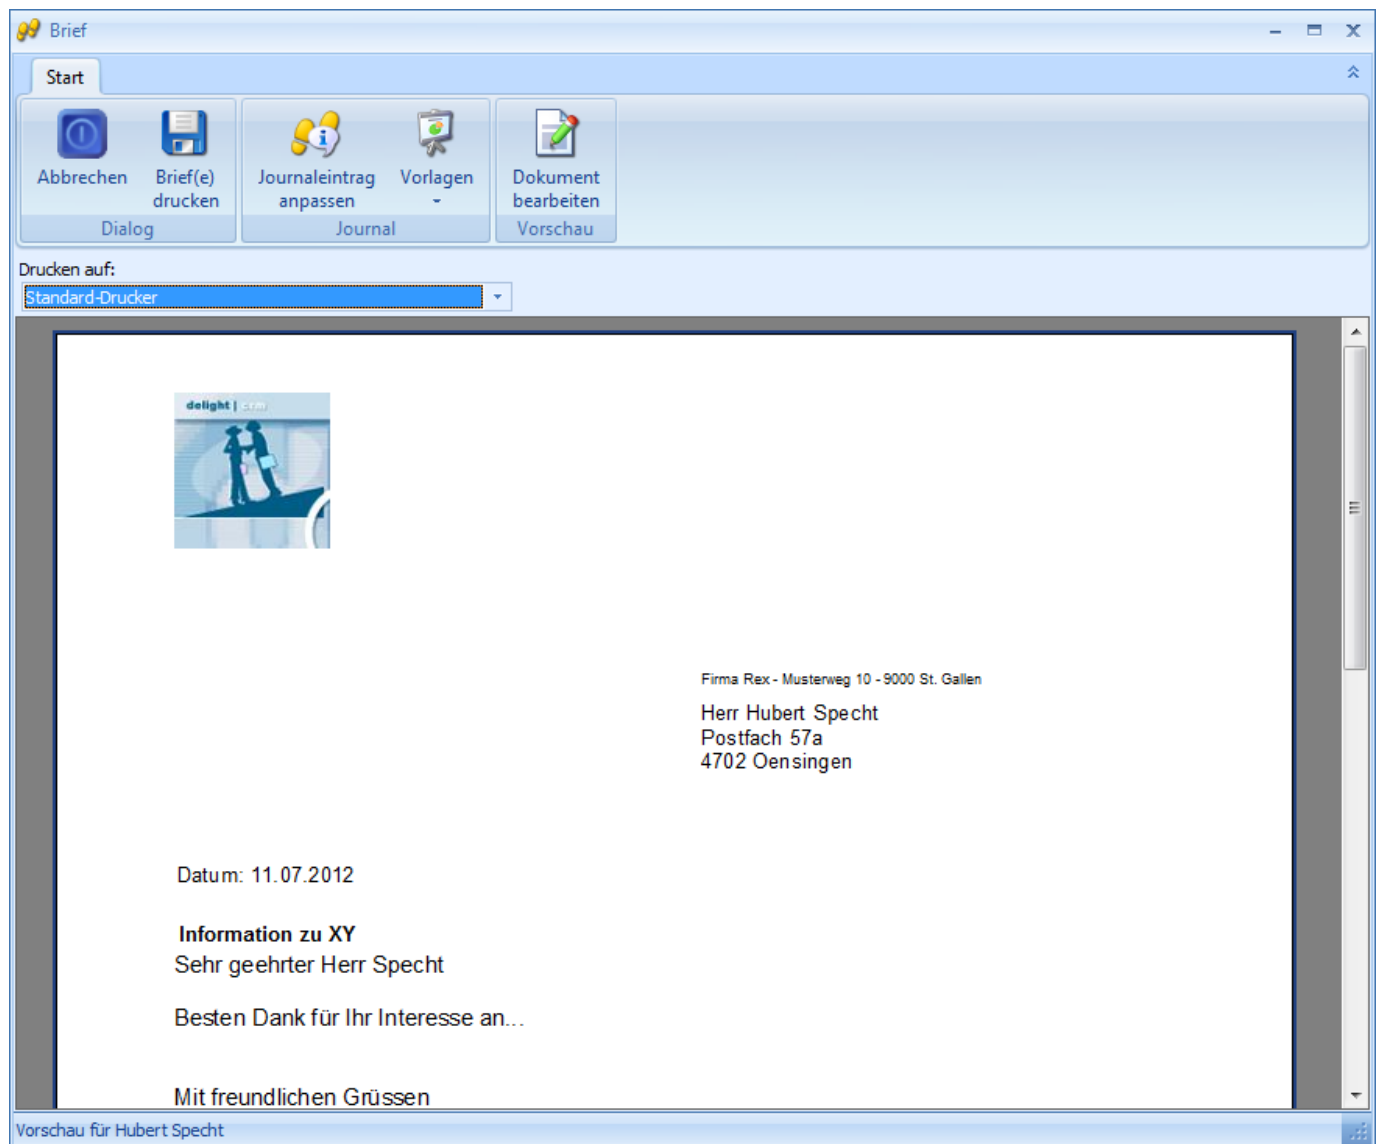 Brief
Start
Abbrechen
Brief(e)
drucken
Journaleintrag
anpassen
Vorlagen
Dokument
bearbeiten
Dialog
Journal
Vorschau
Drucken auf:
Standard-Drucker
delight | crm
Firma Rex - Musterweg 10 - 9000 St. Gallen
Herr Hubert Specht
Postfach 57a
4702 Oensingen
Datum: 11.07.2012
Information zu XY
Sehr geehrter Herr Specht
Besten Dank für Ihr Interesse an...
Mit freundlichen Grüssen
Vorschau für Hubert Specht